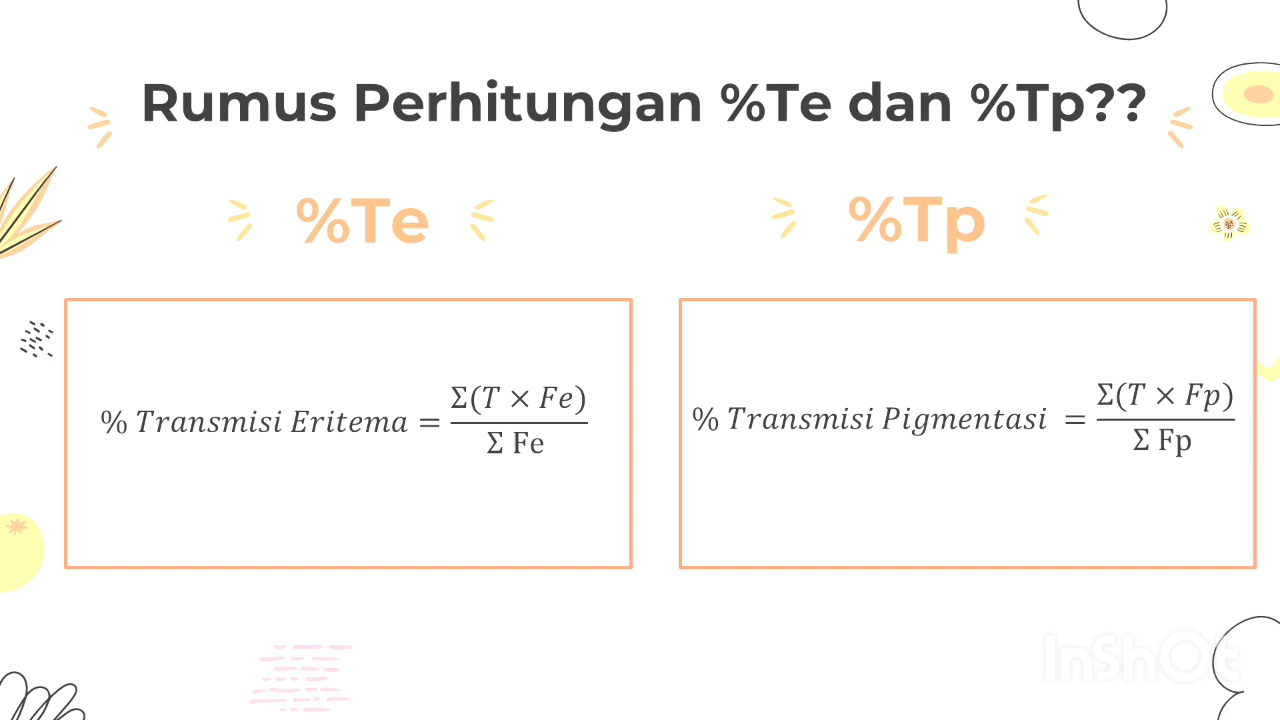 Rumus Perhitungan %Te dan %Tp??
%Te
%Tp
% Transmisi Eritema = Σ(T × Fe) / Σ Fe
% Transmisi Pigmentasi = Σ(T × Fp) / Σ Fp
InShOt